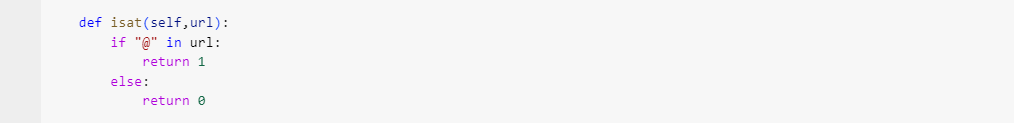 def isat(self,url):
    if "@" in url:
        return 1
    else:
        return 0